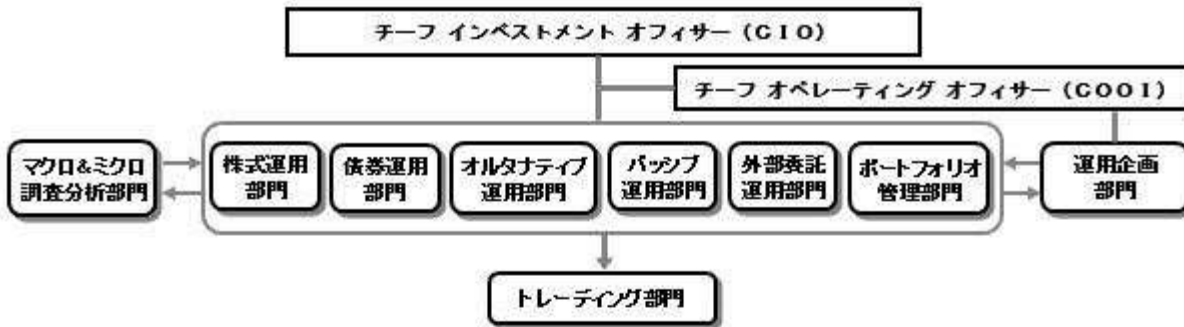 チーフ インベストメント オフィサー (CIO)
チーフ オペレーティング オフィサー (COOI)
マクロ&ミクロ
調査分析部門
株式運用
部門
債券運用
部門
オルタナティブ
運用部門
パッシブ
運用部門
外部委託
運用部門
ポートフォリオ
管理部門
運用企画
部門
トレーディング部門